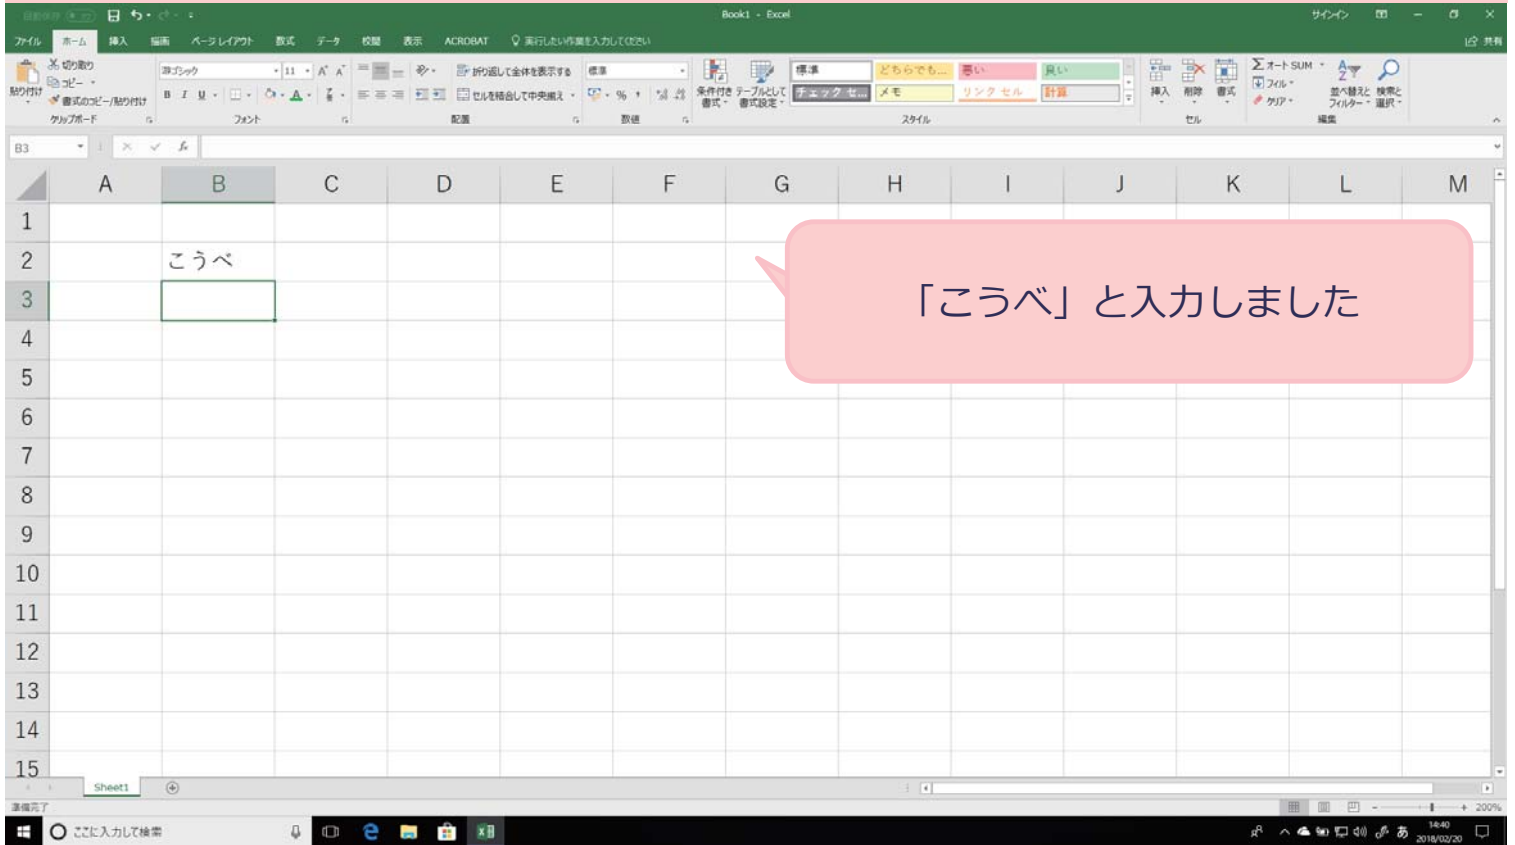 Book1 - Excel
サインイン
ファイル ホーム 挿入 描画 ページレイアウト 数式 データ 校閲 表示 ACROBAT 実行したい作業を入力してください 共有
貼り付け
切り取り
コピー
書式のコピー/貼り付け
クリップボード
游ゴシック 11
B I U
フォント
折り返して全体を表示する
セルを結合して中央揃え
配置
標準
%
数値
条件付き書式
テーブルとして書式設定
標準 どちらでも... 悪い 良い
チェック セ... メモ リンク セル 計算
スタイル
挿入 削除 書式
セル
オート SUM
フィル
クリア
並べ替えとフィルター
検索と選択
編集
B3 fx
A B C D E F G H I J K L M
1
2 こうべ
3
4
5
6
7
8
9
10
11
12
13
14
15
「こうべ」と入力しました
Sheet1
準備完了 200%
ここに入力して検索
あ 14:40
2018/02/20